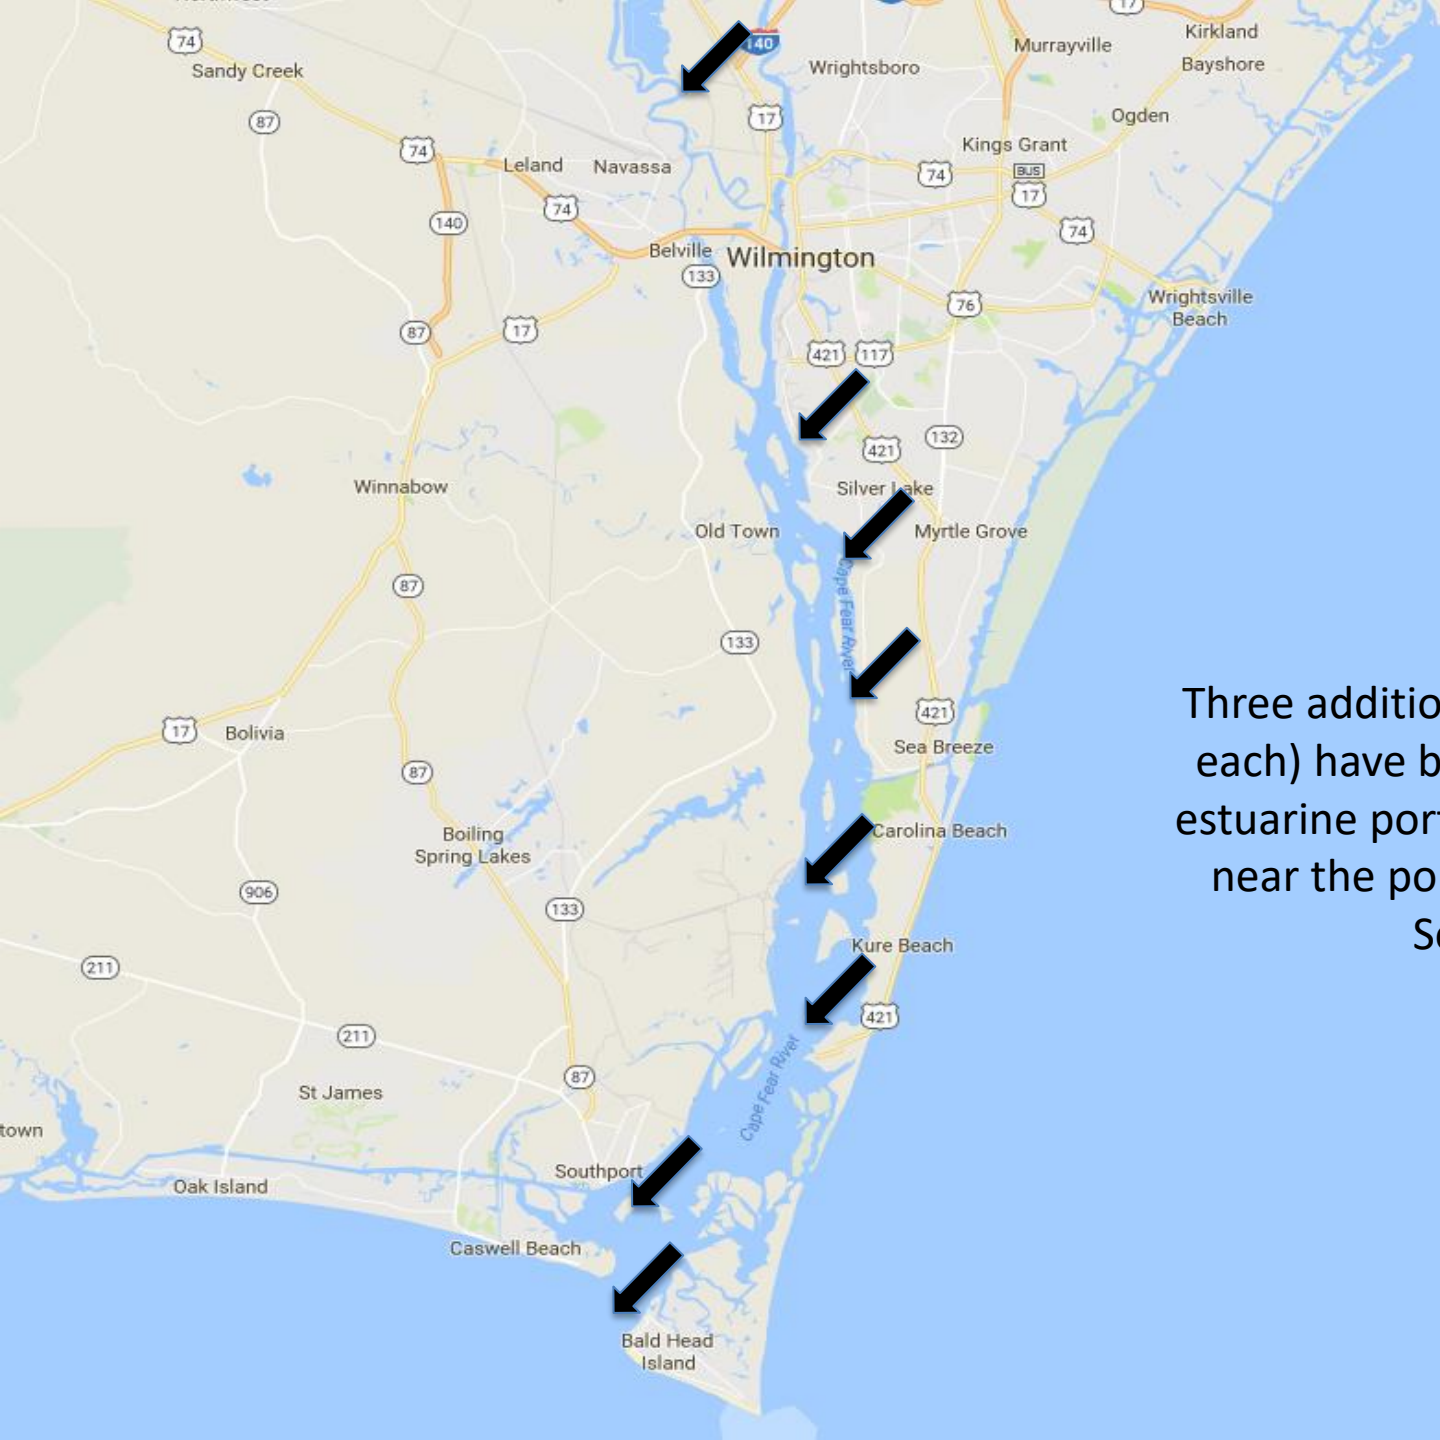 17
74
Kirkland
140
Murrayville
Sandy Creek
Wrightsboro
Bayshore
87
17
Ogden
74
Kings Grant
Leland
Navassa
74
BUS
17
74
140
74
Belville
Wilmington
133
Wrightsville
Beach
76
87
17
421
117
132
421
Winnabow
Silver Lake
Old Town
Myrtle Grove
Cape Fear River
87
133
Three additio
each) have b
estuarine por
near the po
421
17
Bolivia
Sea Breeze
87
Carolina Beach
Boiling
Spring Lakes
906
133
Kure Beach
211
421
211
Cape Fear River
87
St James
town
Southport
Oak Island
Caswell Beach
Bald Head
Island